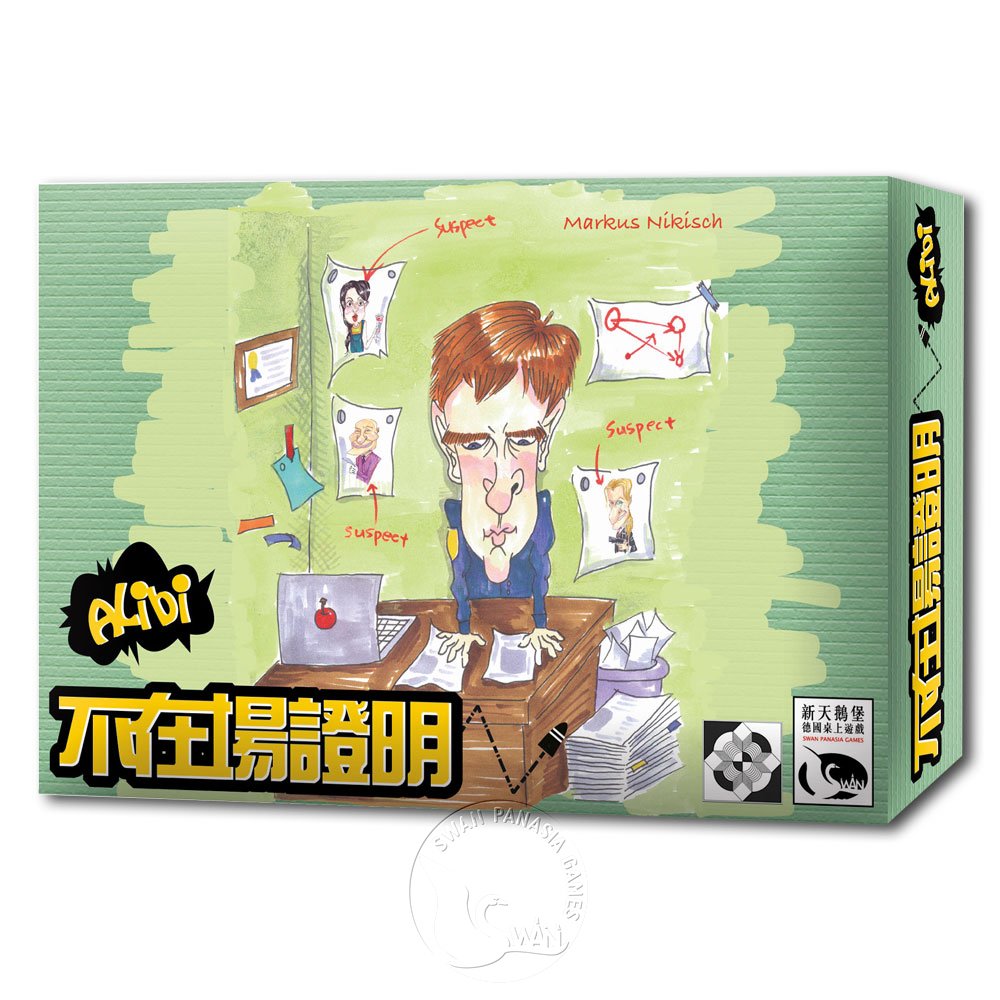 Suspect
Markus Nikisch
Suspect
Suspect
ALiBi
不在場證明
新天鵝堡
德國桌上遊戲
SWAN PANASIA GAMES
SWAN
ALiBi
不在場證明
SWAN PANASIA GAMES
SWAN